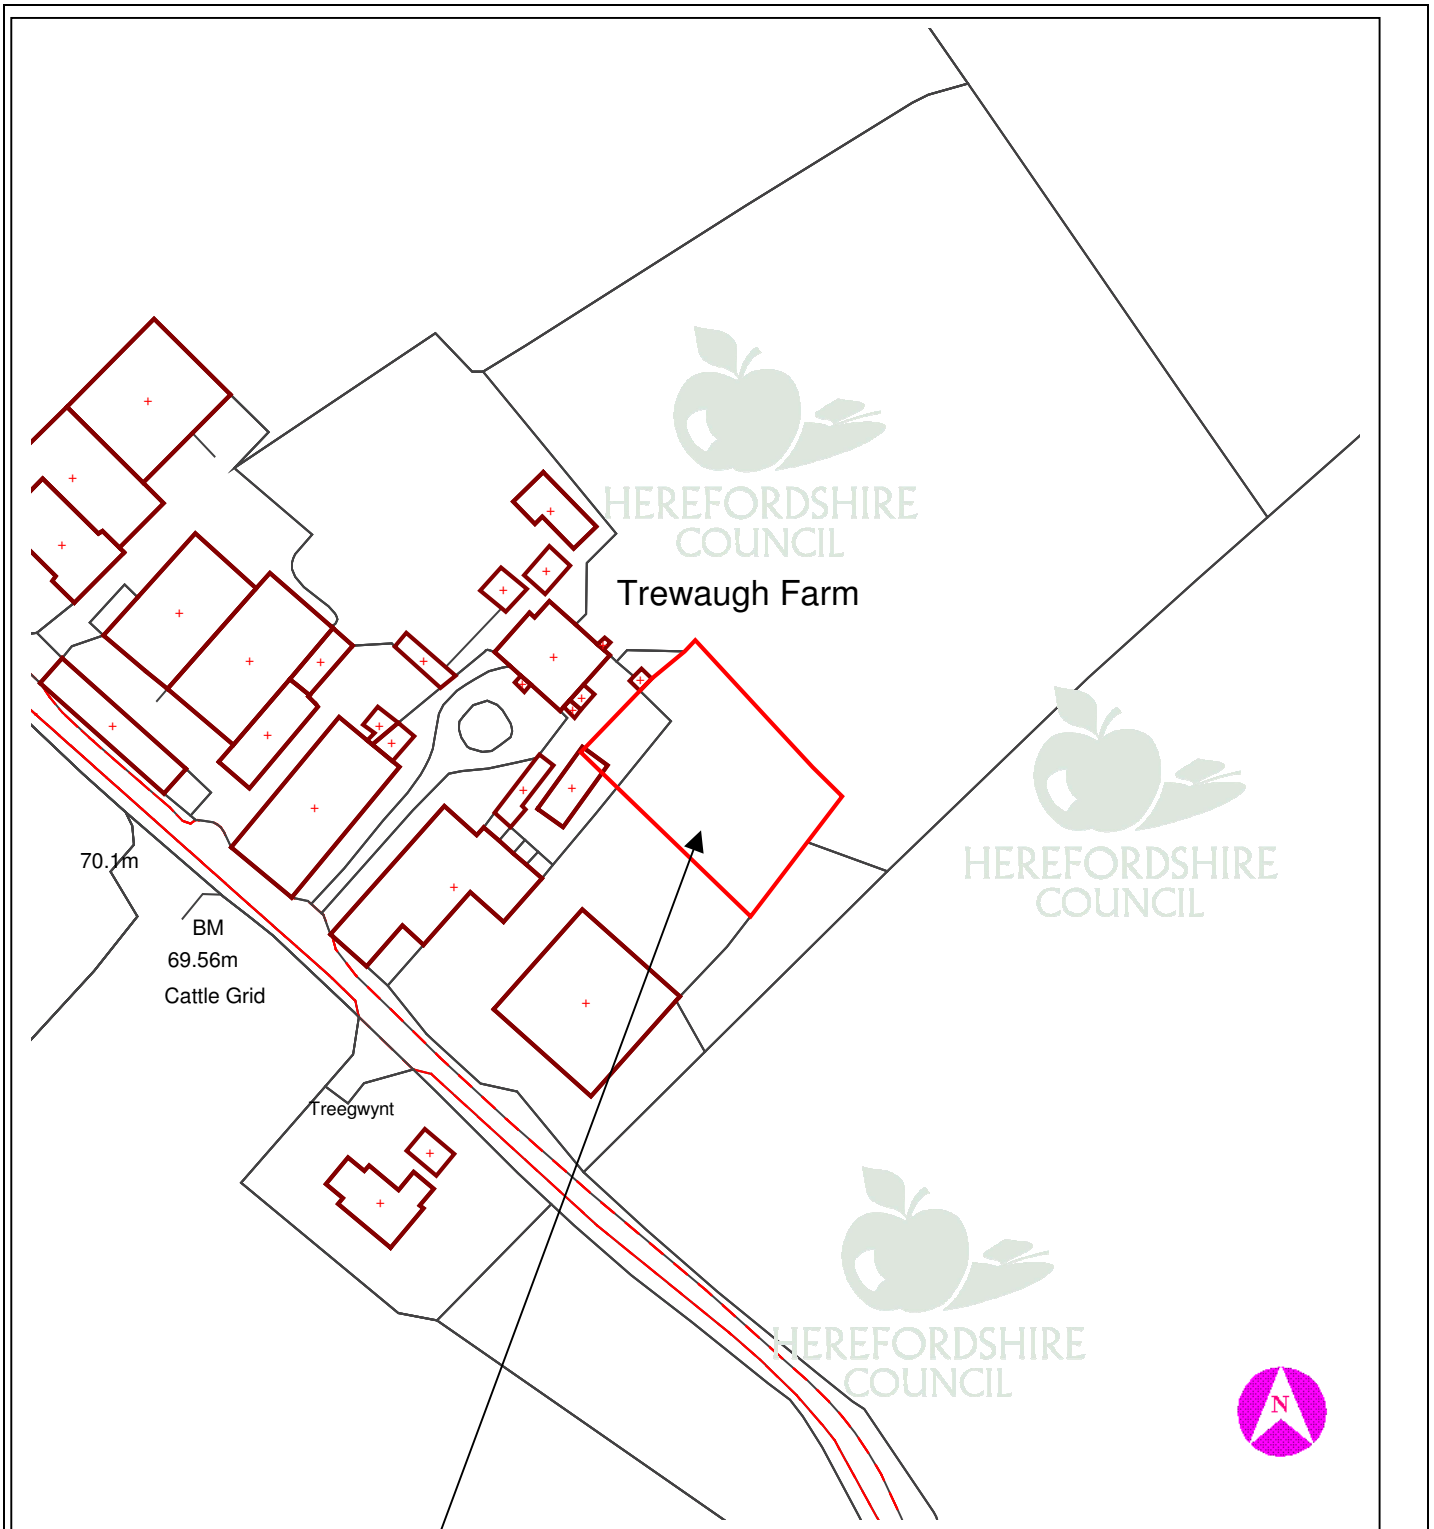 HEREFORDSHIRE
COUNCIL
Trewaugh Farm
HEREFORDSHIRE
COUNCIL
70.1m
BM
69.56m
Cattle Grid
Treegwynt
HEREFORDSHIRE
COUNCIL
N